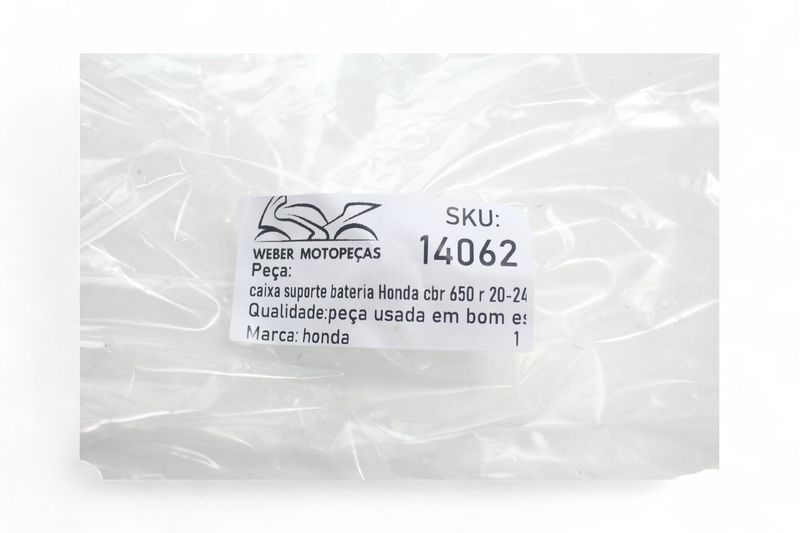 WEBER MOTOPEÇAS
SKU:
14062
Peça:
caixa suporte bateria Honda cbr 650 r 20-24
Qualidade:peça usada em bom es
Marca: honda 1